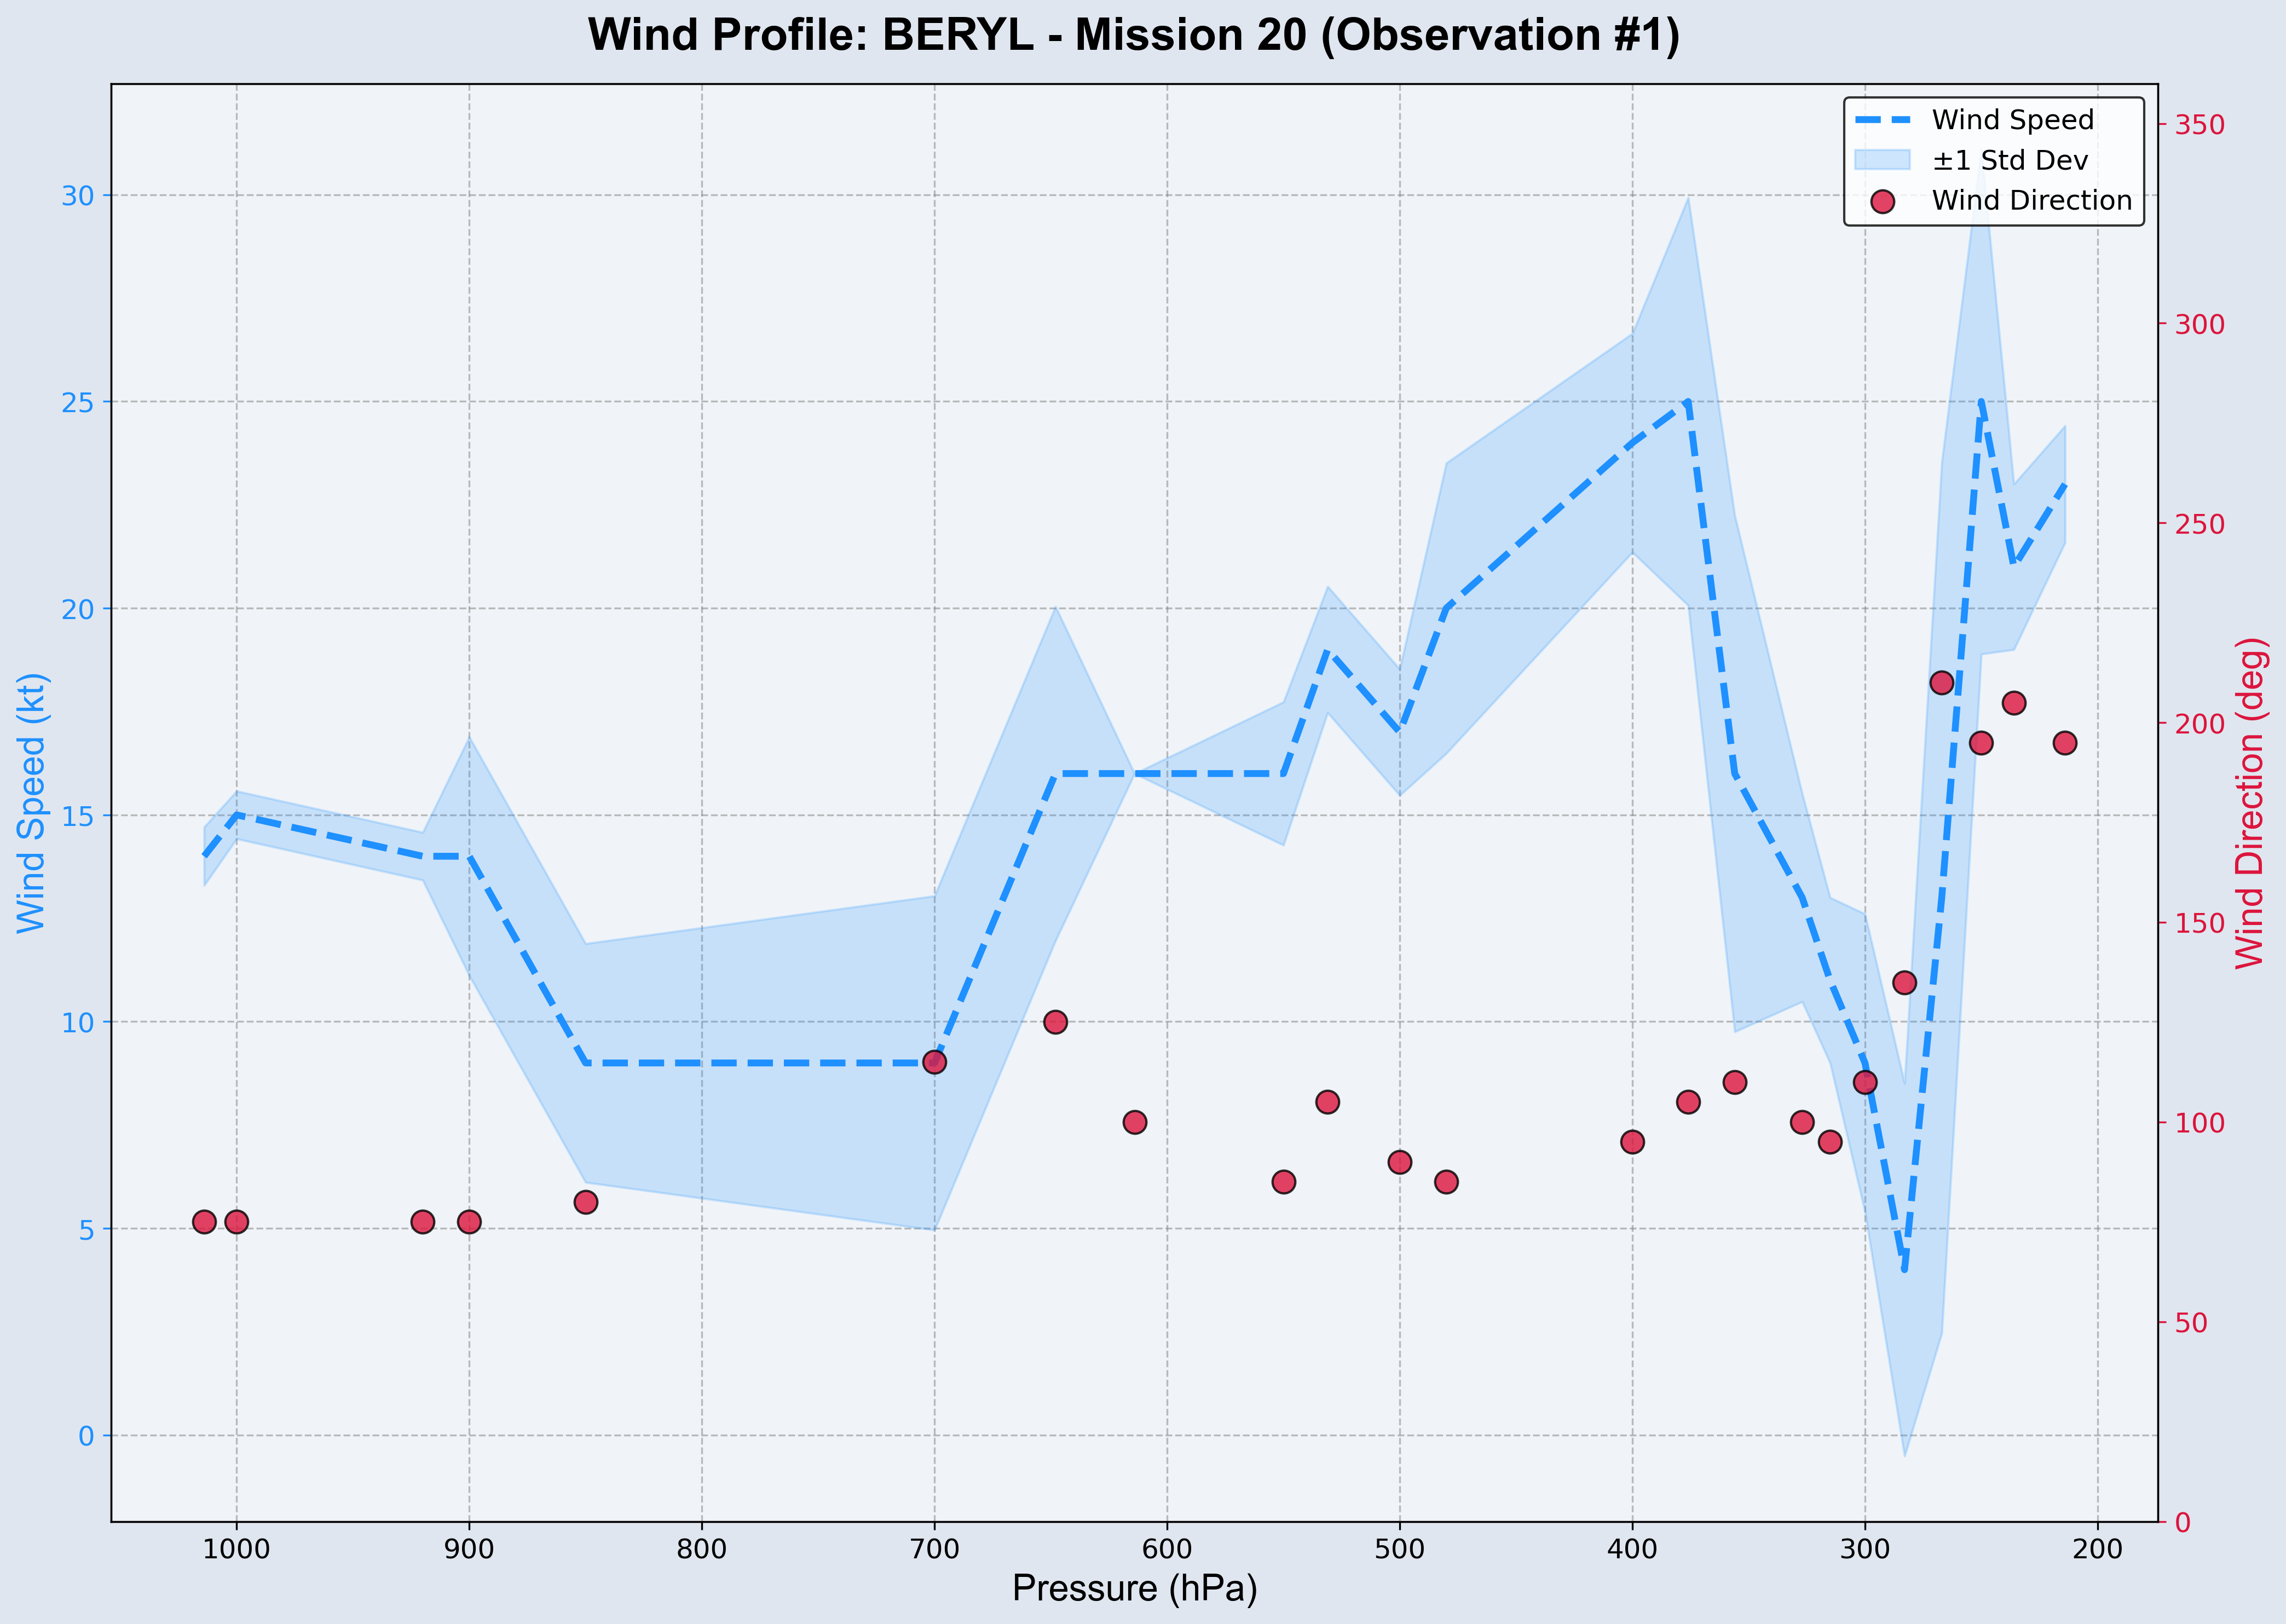 Wind Profile: BERYL - Mission 20 (Observation #1)
Wind Speed
±1 Std Dev
Wind Direction
Wind Speed (kt)
30
25
20
15
10
5
0
350
300
250
200
150
100
50
0
Wind Direction (deg)
1000 900 800 700 600 500 400 300 200
Pressure (hPa)